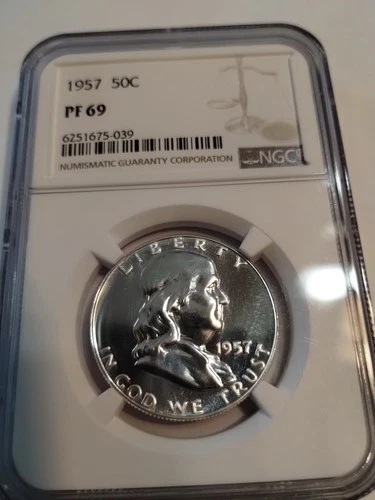 1957 50C
PF 69
6251675-039
NUMISMATIC GUARANTY CORPORATION
NGC
LIBERTY
1957
IN GOD WE TRUST